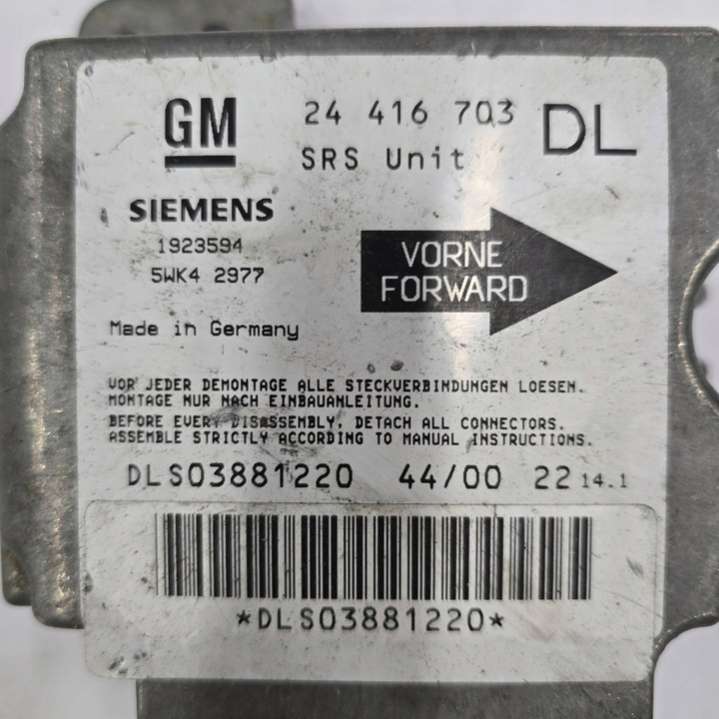 GM 24 416 703 DL
SRS Unit
SIEMENS
1923594
5WK4 2977
VORNE
FORWARD
Made in Germany
VOR JEDER DEMONTAGE ALLE STECKVERBINDUNGEN LOESEN.
MONTAGE NUR NACH EINBAUANLEITUNG.
BEFORE EVERY DISASSEMBLY, DETACH ALL CONNECTORS.
ASSEMBLE STRICTLY ACCORDING TO MANUAL INSTRUCTIONS.
DLS03881220 44/00 22 14.1
*DLS03881220*